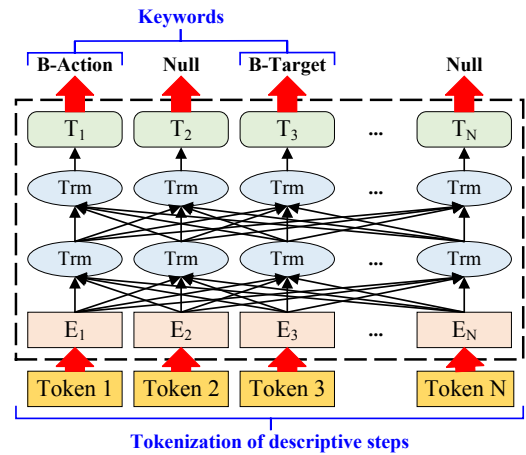 Keywords
B-Action Null B-Target Null
T1 T2 T3 ... TN
Trm Trm Trm ... Trm
Trm Trm Trm ... Trm
E1 E2 E3 ... EN
Token 1 Token 2 Token 3 Token N
Tokenization of descriptive steps